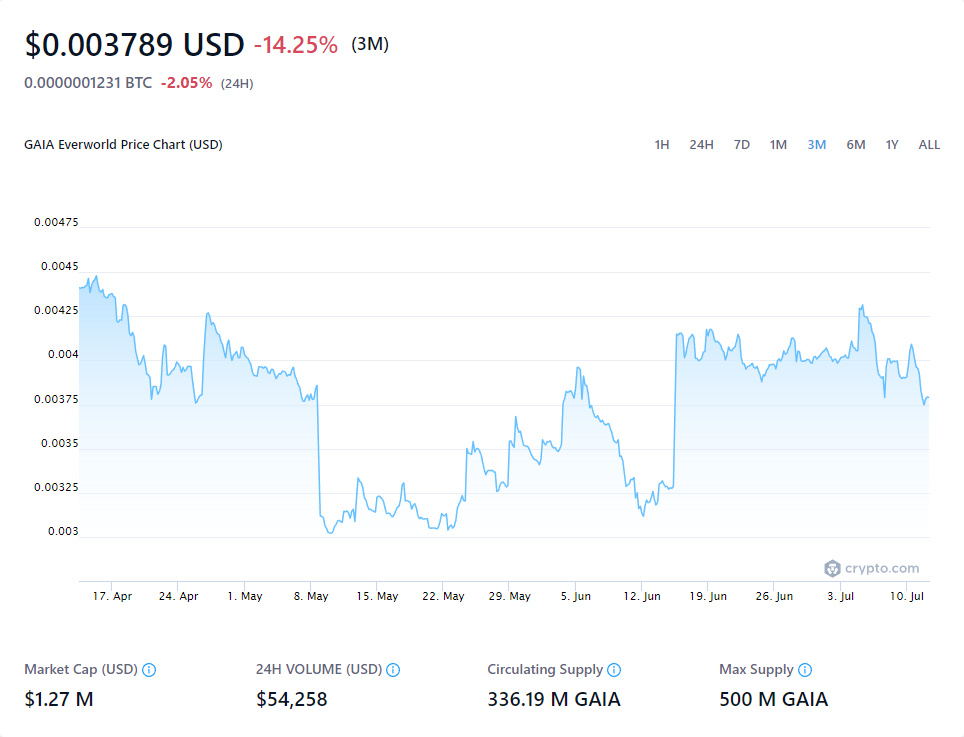 $0.003789 USD -14.25% (3M)
0.0000001231 BTC -2.05% (24H)
GAIA Everworld Price Chart (USD)
1H 24H 7D 1M 3M 6M 1Y ALL
0.00475
0.0045
0.00425
0.004
0.00375
0.0035
0.00325
0.003
crypto.com
17. Apr 24. Apr 1. May 8. May 15. May 22. May 29. May 5. Jun 12. Jun 19. Jun 26. Jun 3. Jul 10. Jul
Market Cap (USD) 24H VOLUME (USD) Circulating Supply Max Supply
$1.27 M $54,258 336.19 M GAIA 500 M GAIA